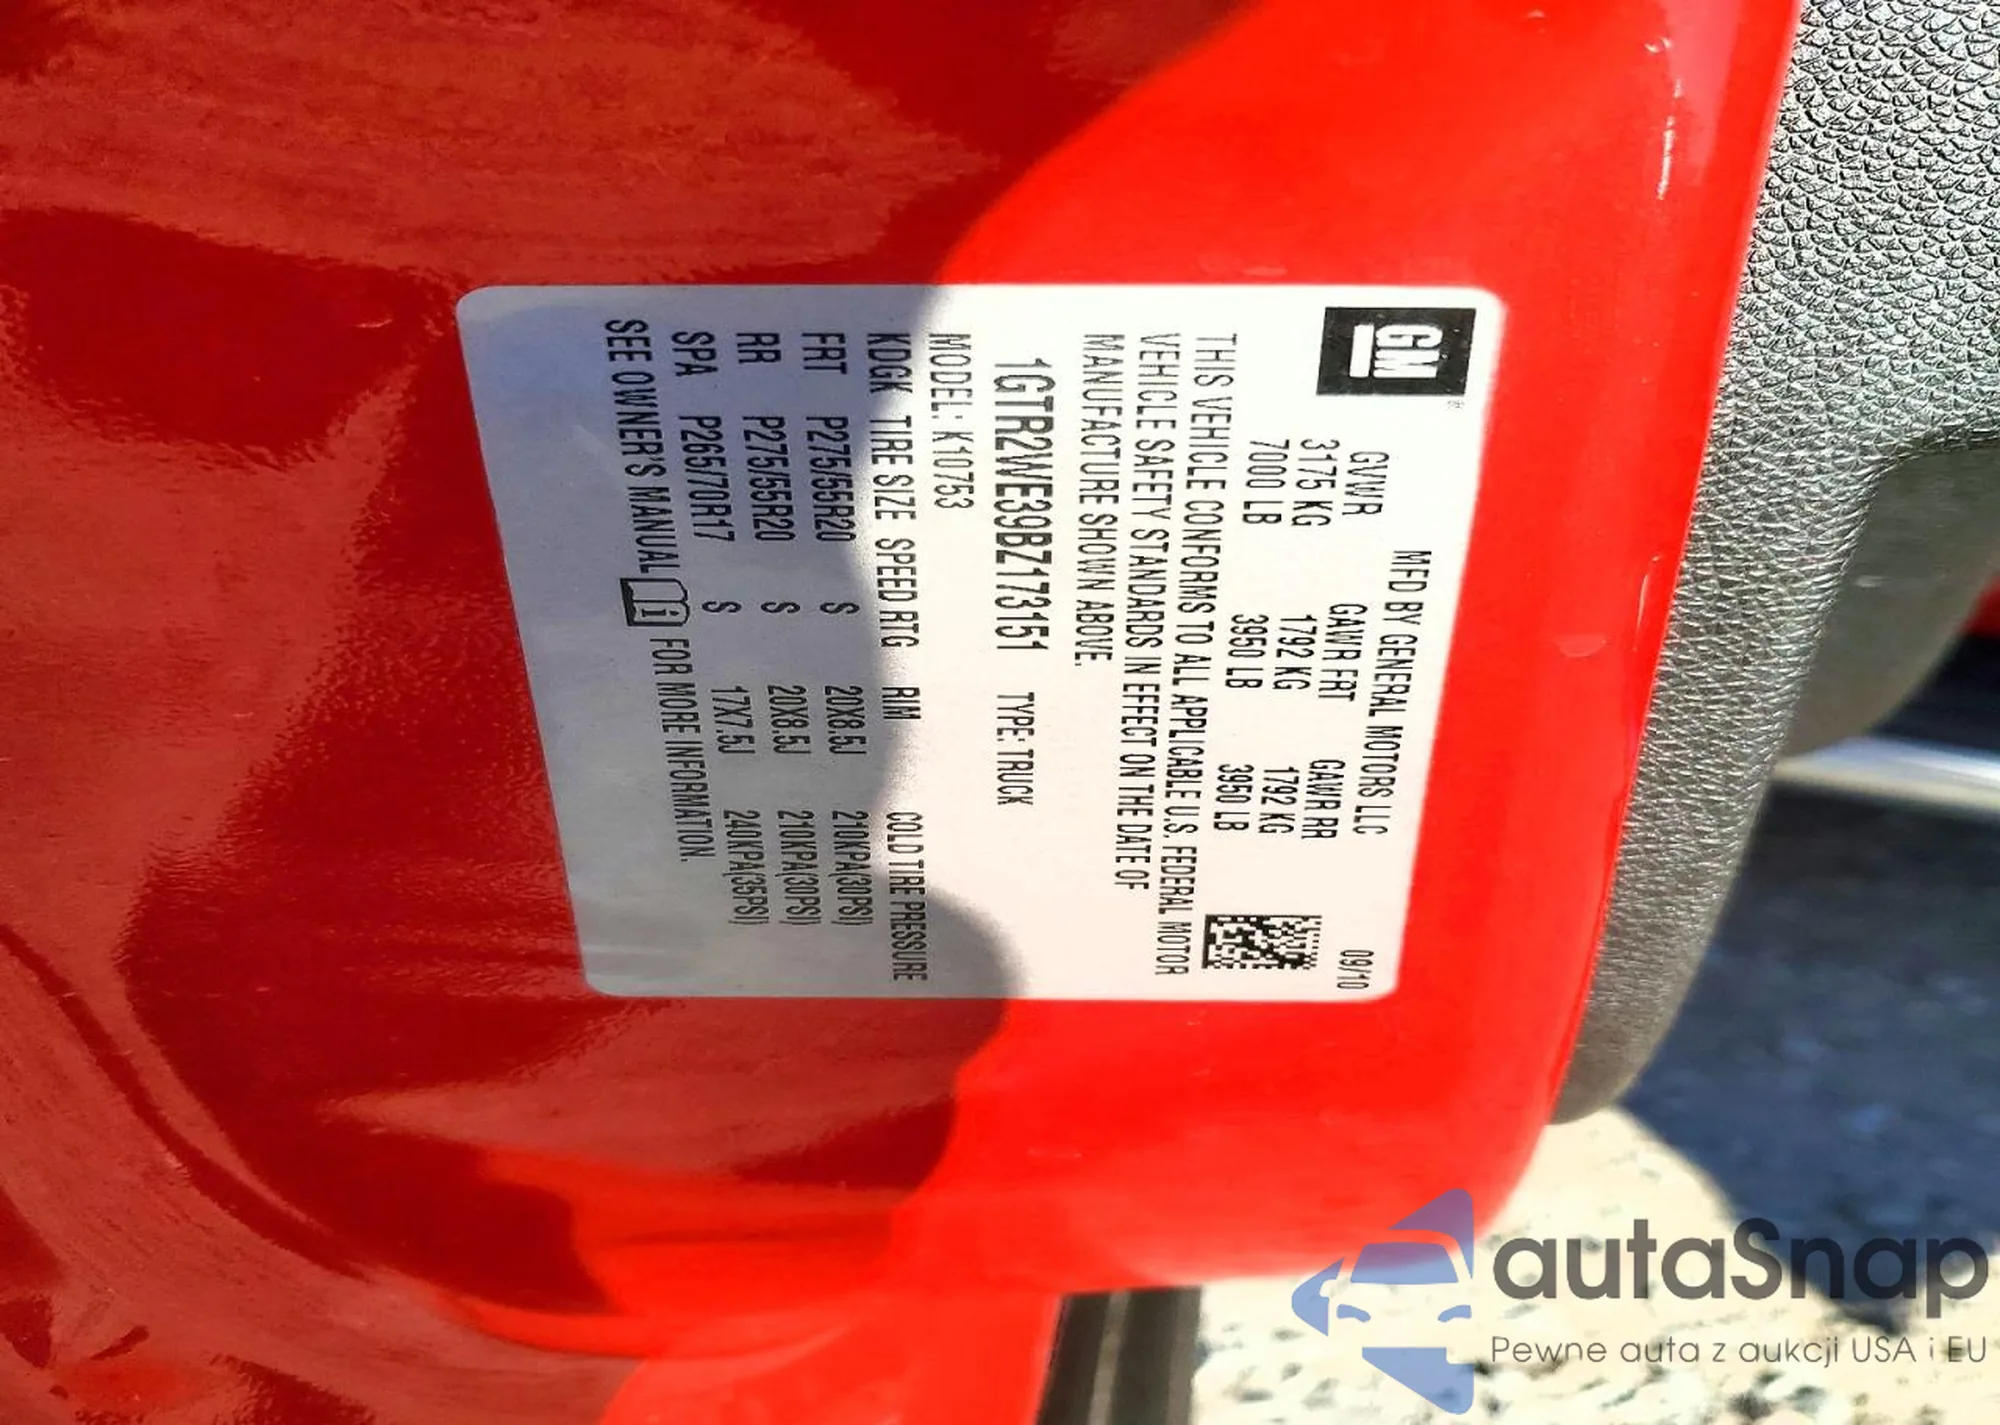 GM
MFD BY GENERAL MOTORS LLC 09/10
GVWR GAWR FRT GAWR RR
3175 KG 1792 KG 1792 KG
7000 LB 3950 LB 3950 LB
THIS VEHICLE CONFORMS TO ALL APPLICABLE U.S. FEDERAL MOTOR
VEHICLE SAFETY STANDARDS IN EFFECT ON THE DATE OF
MANUFACTURE SHOWN ABOVE.
1GTR2WE39BZ173151 TYPE: TRUCK
MODEL: K10753
KDGK TIRE SIZE SPEED RTG RIM COLD TIRE PRESSURE
FRT P275/55R20 S 20X8.5J 210KPA(30PSI)
RR P275/55R20 S 20X8.5J 210KPA(30PSI)
SPA P265/70R17 S 17X7.5J 240KPA(35PSI)
SEE OWNER'S MANUAL i FOR MORE INFORMATION.
autaSnap
Pewne auta z aukcji USA i EU